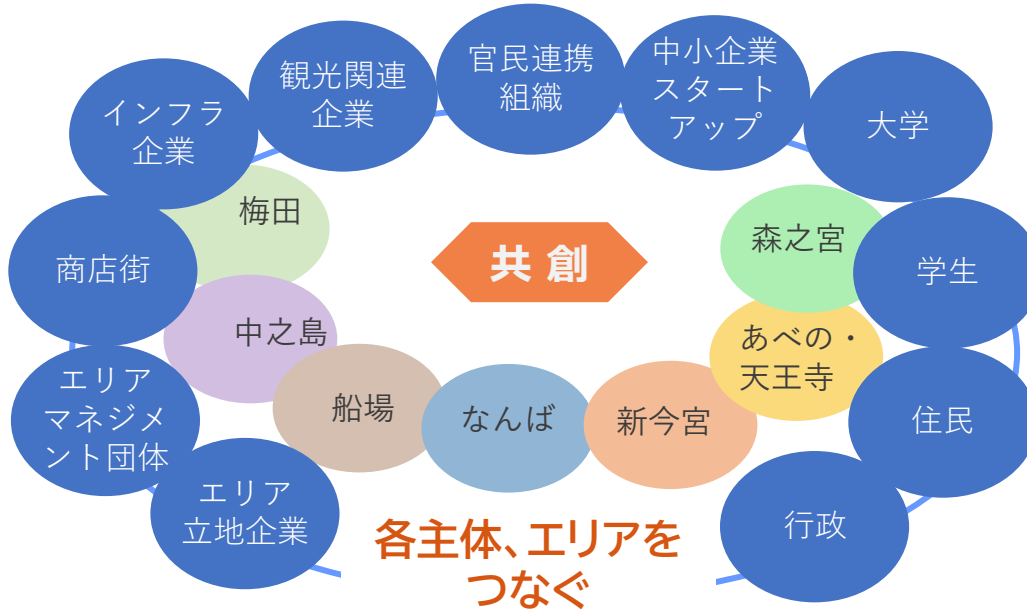 官民連携
組織
中小企業
スタート
アップ
観光関連
企業
インフラ
企業
大学
梅田
森之宮
共創
商店街
学生
中之島
あべの・
天王寺
エリア
マネジメ
ント団体
船場
なんば
新今宮
住民
エリア
立地企業
行政
各主体、エリアを
つなぐ